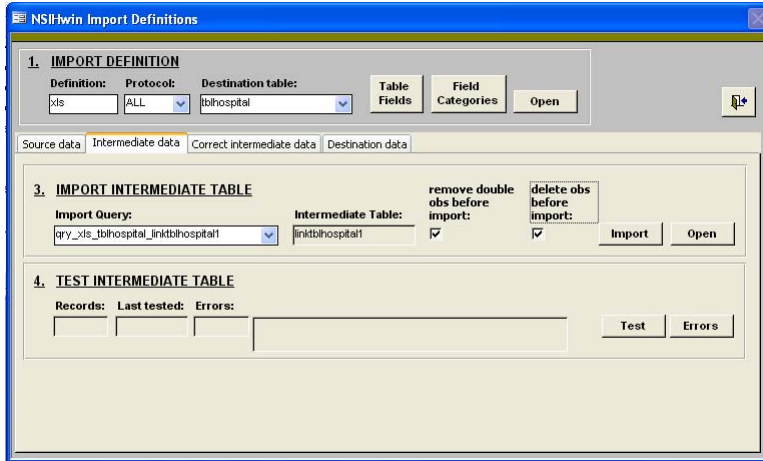 NSIHwin Import Definitions
1. IMPORT DEFINITION
Definition: Protocol: Destination table:
xls ALL tblhospital
Table Fields
Field Categories
Open
Source data Intermediate data Correct intermediate data Destination data
3. IMPORT INTERMEDIATE TABLE
Import Query: Intermediate Table:
qry_xls_tblhospital_linktblhospital1 linktblhospital1
remove double
obs before
import:
delete obs
before
import:
Import Open
4. TEST INTERMEDIATE TABLE
Records: Last tested: Errors:
Test Errors